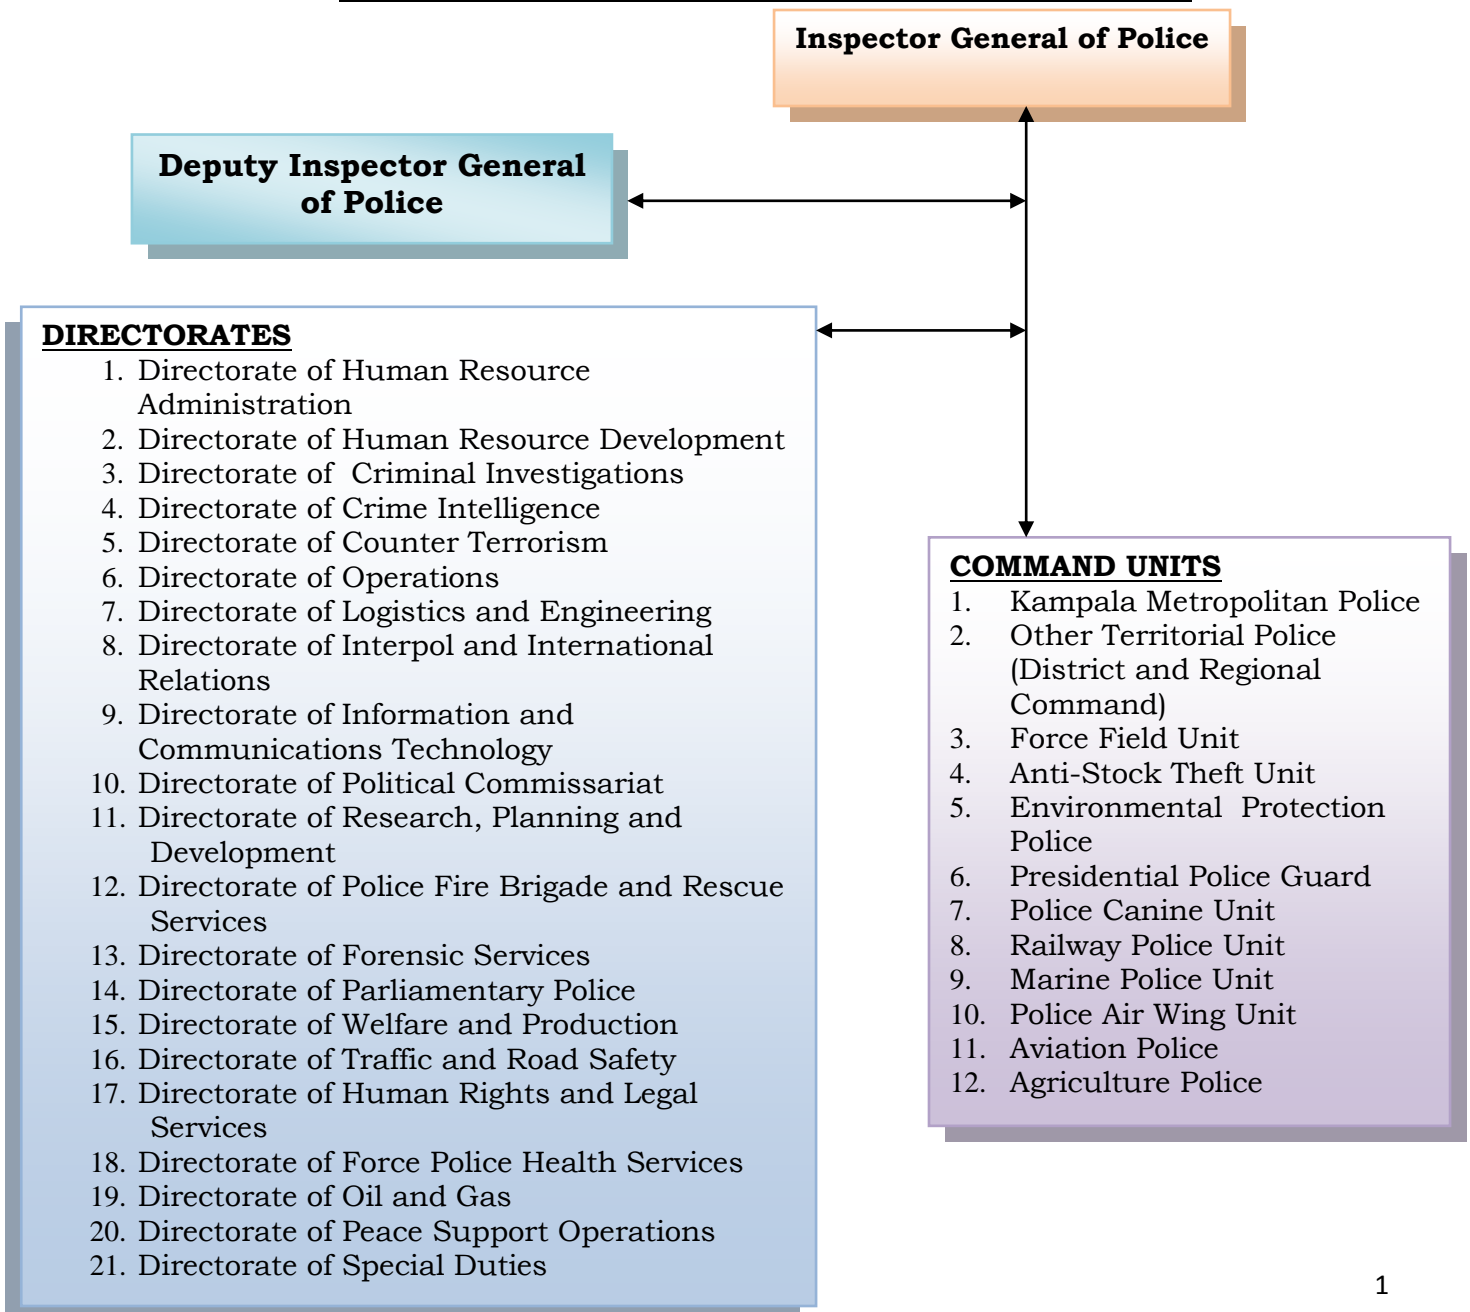 Inspector General of Police
Deputy Inspector General
of Police
DIRECTORATES
1. Directorate of Human Resource
Administration
2. Directorate of Human Resource Development
3. Directorate of  Criminal Investigations
4. Directorate of Crime Intelligence
5. Directorate of Counter Terrorism
6. Directorate of Operations
7. Directorate of Logistics and Engineering
8. Directorate of Interpol and International
Relations
9. Directorate of Information and
Communications Technology
10. Directorate of Political Commissariat
11. Directorate of Research, Planning and
Development
12. Directorate of Police Fire Brigade and Rescue
Services
13. Directorate of Forensic Services
14. Directorate of Parliamentary Police
15. Directorate of Welfare and Production
16. Directorate of Traffic and Road Safety
17. Directorate of Human Rights and Legal
Services
18. Directorate of Force Police Health Services
19. Directorate of Oil and Gas
20. Directorate of Peace Support Operations
21. Directorate of Special Duties
COMMAND UNITS
1. Kampala Metropolitan Police
2. Other Territorial Police
(District and Regional
Command)
3. Force Field Unit
4. Anti-Stock Theft Unit
5. Environmental  Protection
Police
6. Presidential Police Guard
7. Police Canine Unit
8. Railway Police Unit
9. Marine Police Unit
10. Police Air Wing Unit
11. Aviation Police
12. Agriculture Police
1